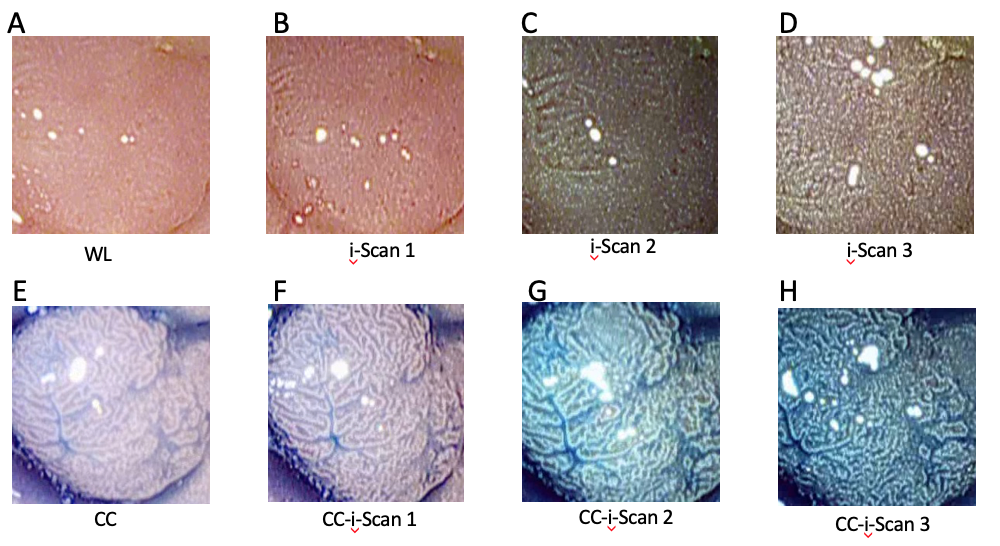 A B C D
WL i-Scan 1 i-Scan 2 i-Scan 3
E F G H
CC CC-i-Scan 1 CC-i-Scan 2 CC-i-Scan 3